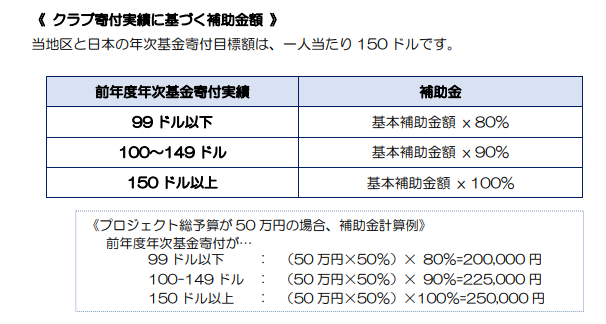 《 クラブ寄付実績に基づく補助金額 》
当地区と日本の年次基金寄付目標額は、一人当たり 150 ドルです。
前年度年次基金寄付実績 補助金
99 ドル以下 基本補助金額 x 80%
100～149 ドル 基本補助金額 x 90%
150 ドル以上 基本補助金額 x 100%
《プロジェクト総予算が 50 万円の場合、補助金計算例》
前年度年次基金寄付が…
99 ドル以下 : （50 万円×50%）× 80%=200,000 円
100-149 ドル : （50 万円×50%）× 90%=225,000 円
150 ドル以上 : （50 万円×50%）×100%=250,000 円